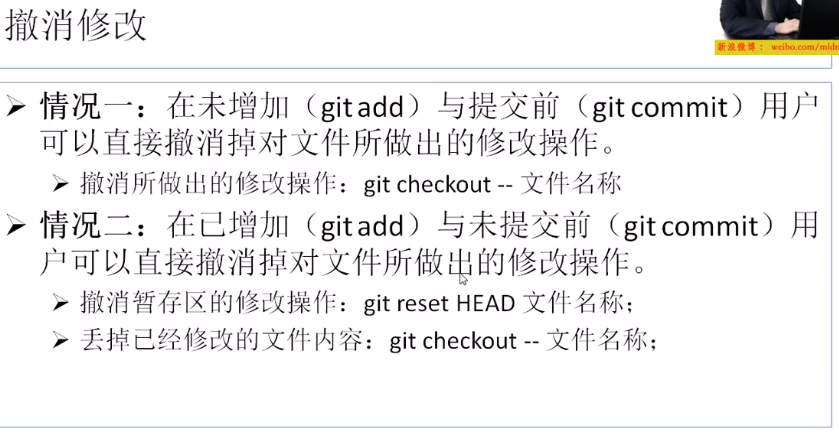 撤消修改
新浪微博： weibo.com/mldn
➢ 情况一：在未增加（git add）与提交前（git commit）用户
可以直接撤消掉对文件所做出的修改操作。
➢ 撤消所做出的修改操作：git checkout -- 文件名称
➢ 情况二：在已增加（git add）与未提交前（git commit）用
户可以直接撤消掉对文件所做出的修改操作。
➢ 撤消暂存区的修改操作：git reset HEAD 文件名称；
➢ 丢掉已经修改的文件内容：git checkout -- 文件名称；